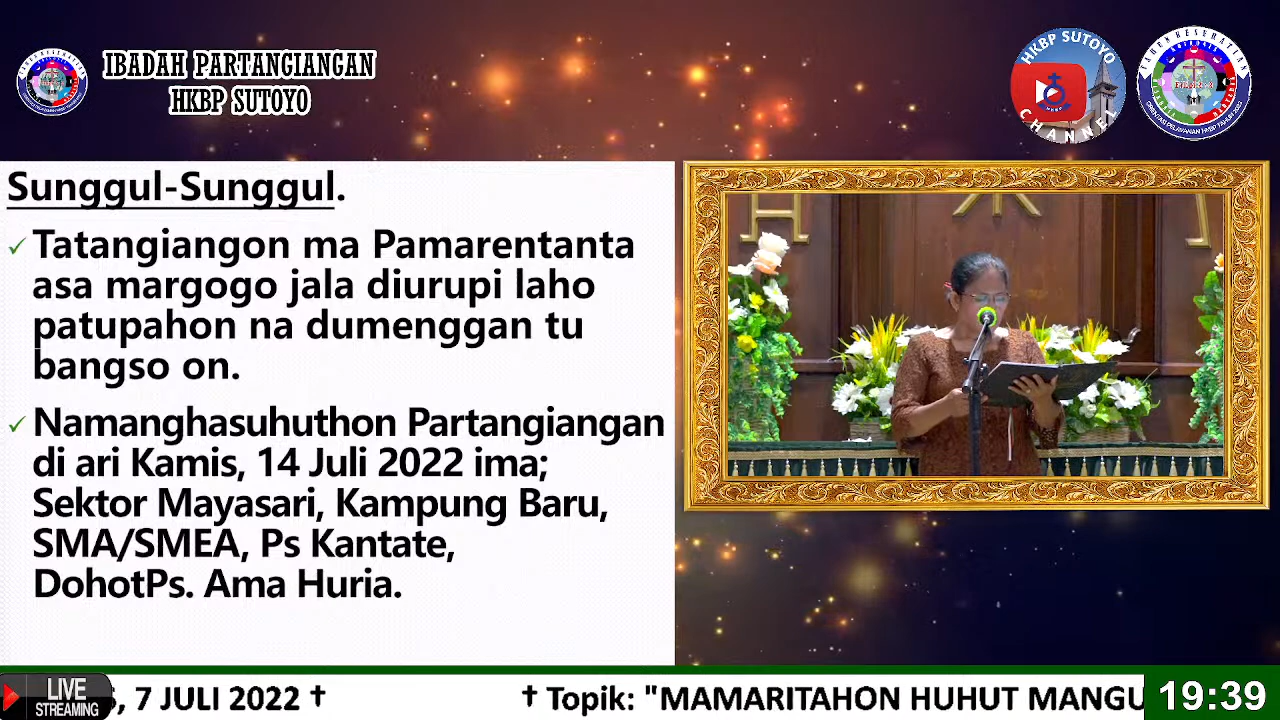 IBADAH PARTANGIANGAN
HKBP SUTOYO
HKBP SUTOYO
CHANNEL
Sunggul-Sunggul.
Tatangiangon ma Pamarentanta
asa margogo jala diurupi laho
patupahon na dumenggan tu
bangso on.
Namanghasuhuthon Partangiangan
di ari Kamis, 14 Juli 2022 ima;
Sektor Mayasari, Kampung Baru,
SMA/SMEA, Ps Kantate,
DohotPs. Ama Huria.
LIVE
STREAMING
, 7 JULI 2022 † † Topik: "MAMARITAHON HUHUT MANGU
19:39